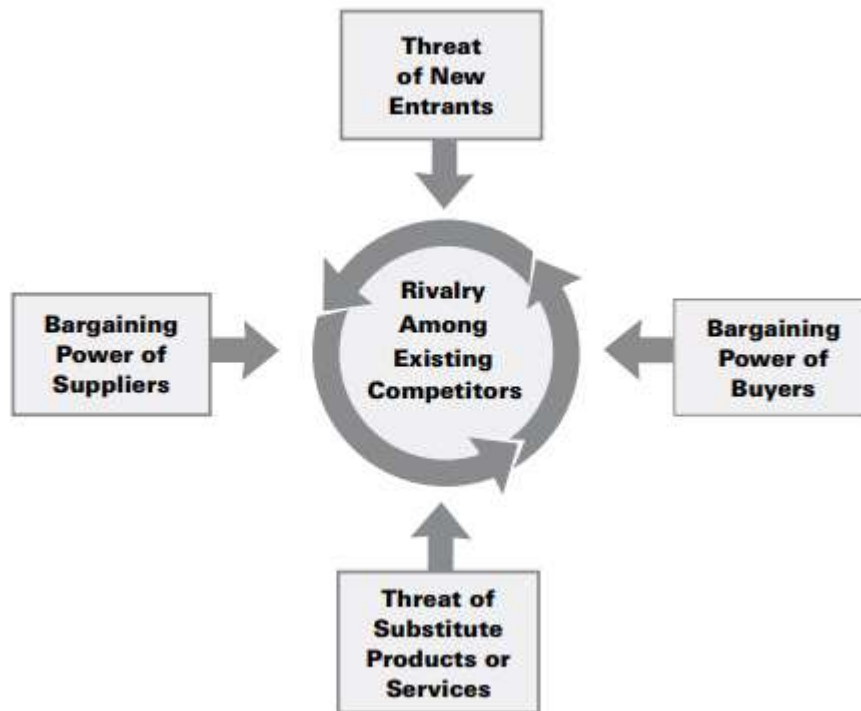 Threat
of New
Entrants
Rivalry
Among
Existing
Competitors
Bargaining
Power of
Suppliers
Bargaining
Power of
Buyers
Threat of
Substitute
Products or
Services